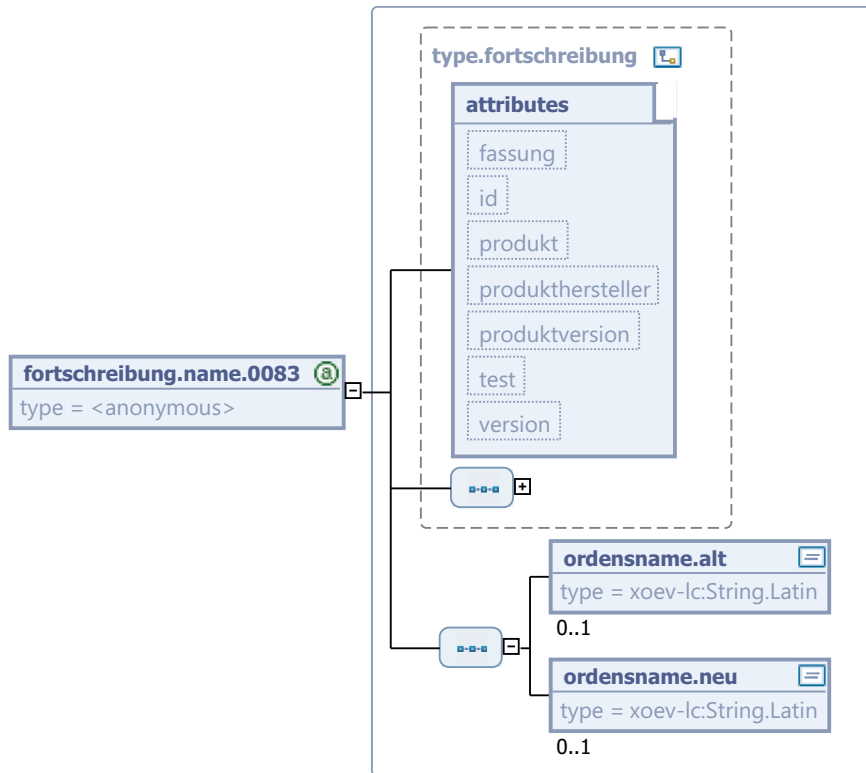 type.fortschreibung
attributes
fassung
id
produkt
produkthersteller
produktversion
test
version
fortschreibung.name.0083
type = <anonymous>
ordensname.alt
type = xoev-lc:String.Latin
0..1
ordensname.neu
type = xoev-lc:String.Latin
0..1